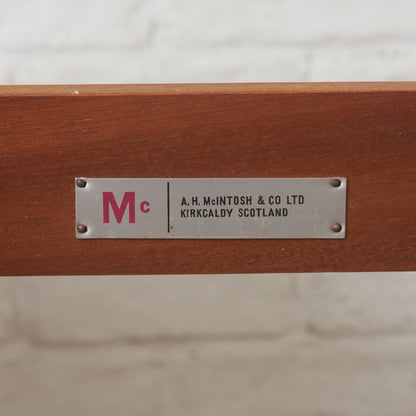 Mc
A.H. McINTOSH & CO LTD
KIRKCALDY SCOTLAND